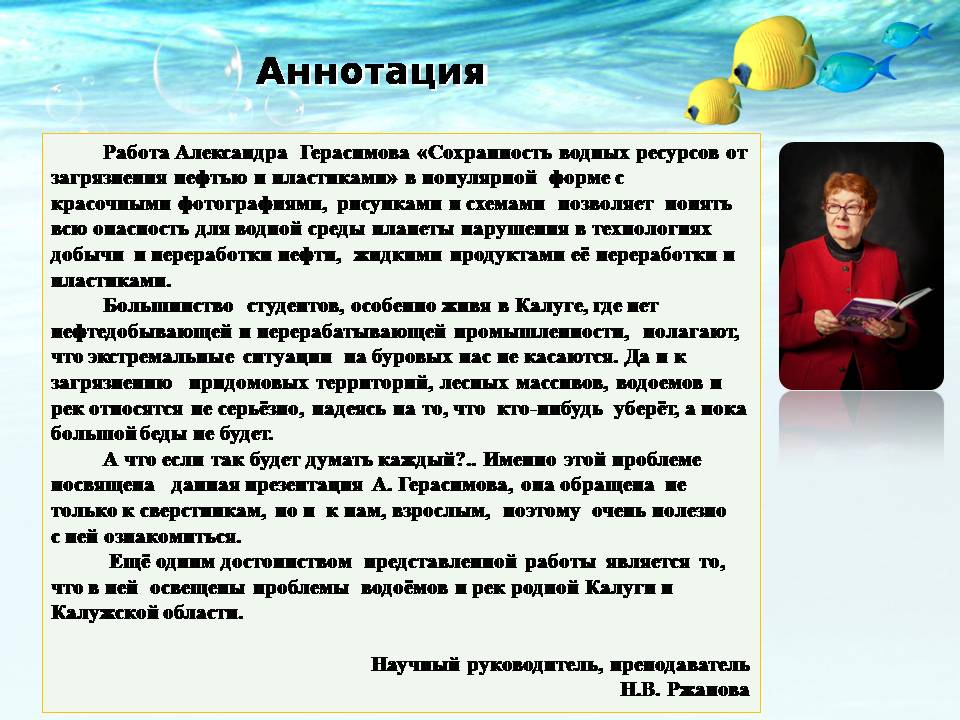 Аннотация
Работа Александра Герасимова «Сохранность водных ресурсов от
загрязнения нефтью и пластиками» в популярной форме с
красочными фотографиями, рисунками и схемами позволяет понять
всю опасность для водной среды планеты нарушения в технологиях
добычи и переработки нефти, жидкими продуктами её переработки и
пластиками.
Большинство студентов, особенно живя в Калуге, где нет
нефтедобывающей и перерабатывающей промышленности, полагают,
что экстремальные ситуации на буровых нас не касаются. Да и к
загрязнению придомовых территорий, лесных массивов, водоемов и
рек относятся не серьёзно, надеясь на то, что кто-нибудь уберёт, а пока
большой беды не будет.
А что если так будет думать каждый?.. Именно этой проблеме
посвящена данная презентация А. Герасимова, она обращена не
только к сверстникам, но и к нам, взрослым, поэтому очень полезно
с ней ознакомиться.
Ещё одним достоинством представленной работы является то,
что в ней освещены проблемы водоёмов и рек родной Калуги и
Калужской области.
Научный руководитель, преподаватель
Н.В. Ржанова